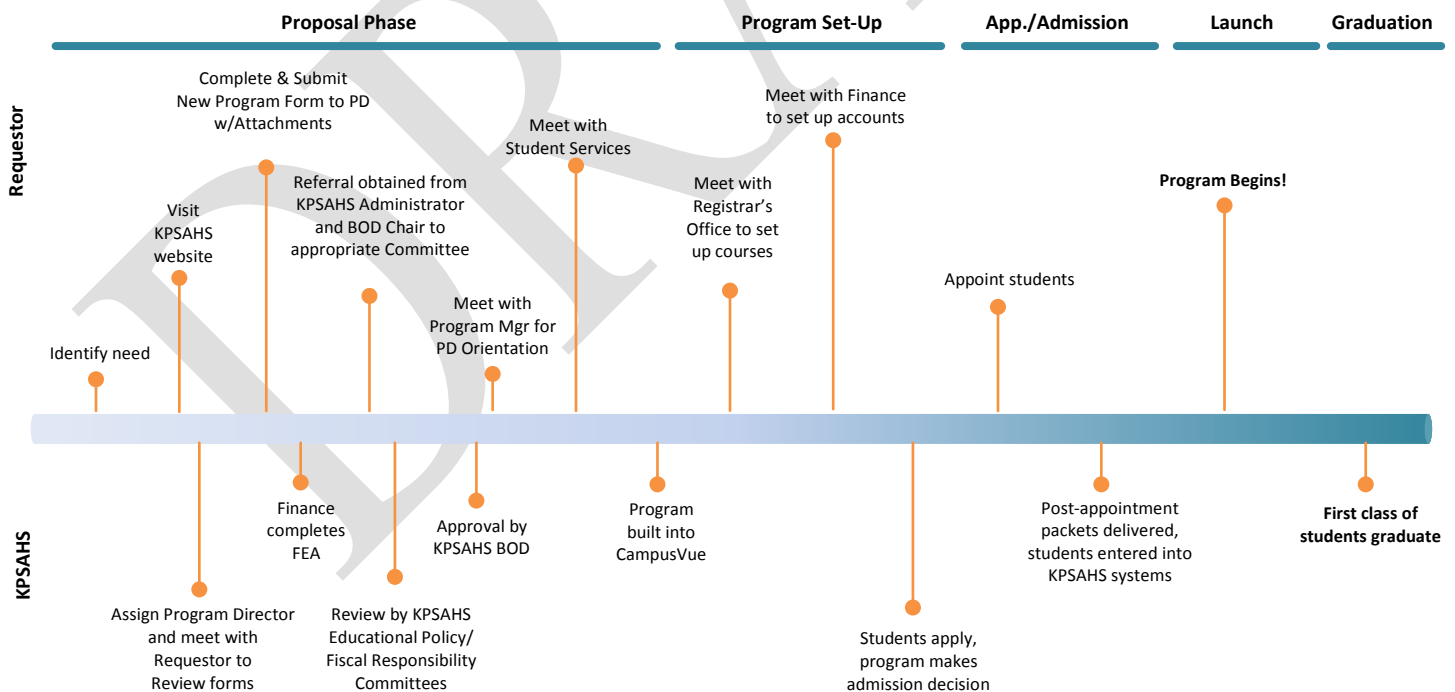 Proposal Phase
Program Set-Up
App./Admission
Launch
Graduation
Requestor
Identify need
Visit
KPSAHS
website
Complete & Submit
New Program Form to PD
w/Attachments
Referral obtained from
KPSAHS Administrator
and BOD Chair to
appropriate Committee
Meet with
Program Mgr for
PD Orientation
Meet with
Student Services
Meet with
Registrar's
Office to set
up courses
Meet with Finance
to set up accounts
Appoint students
Program Begins!
KPSAHS
Assign Program Director
and meet with
Requestor to
Review forms
Finance
completes
FEA
Review by KPSAHS
Educational Policy/
Fiscal Responsibility
Committees
Approval by
KPSAHS BOD
Program
built into
CampusVue
Students apply,
program makes
admission decision
Post-appointment
packets delivered,
students entered into
KPSAHS systems
First class of
students graduate